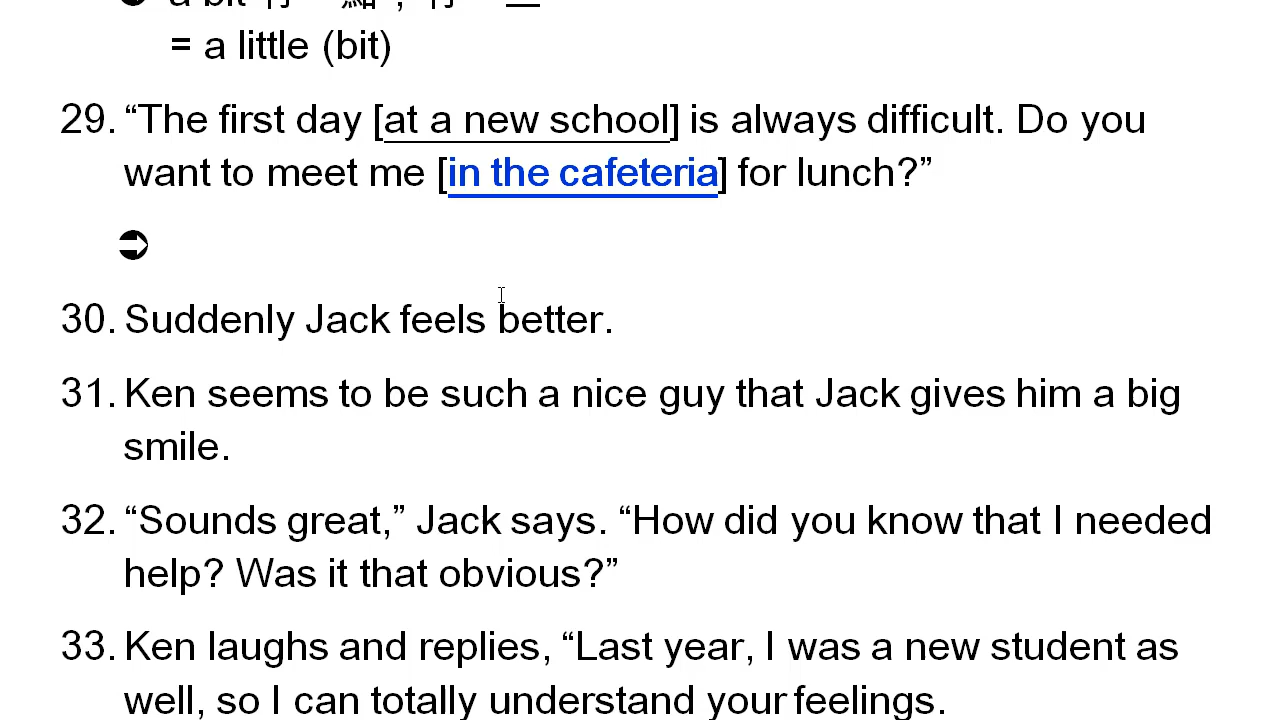 a bit 有一點
= a little (bit)
29. “The first day [at a new school] is always difficult. Do you
want to meet me [in the cafeteria] for lunch?”
30. Suddenly Jack feels better.
31. Ken seems to be such a nice guy that Jack gives him a big
smile.
32. “Sounds great,” Jack says. “How did you know that I needed
help? Was it that obvious?”
33. Ken laughs and replies, “Last year, I was a new student as
well, so I can totally understand your feelings.